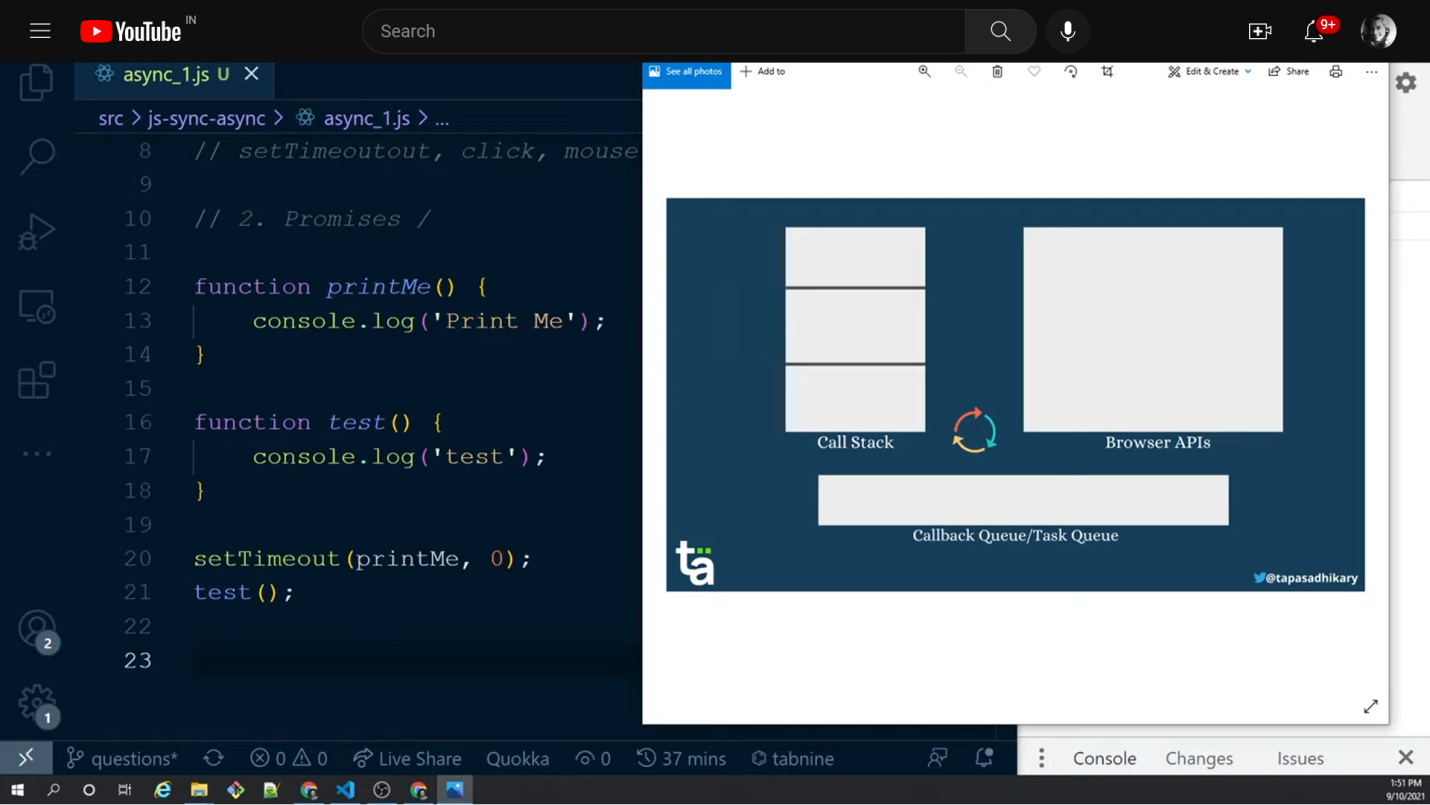 YouTube IN
Search
9+
async_1.js U
See all photos
Add to
Edit & Create
Share
src > js-sync-async > async_1.js > ...
8 // setTimeoutout, click, mouse
9
10 // 2. Promises /
11
12 function printMe() {
13 console.log('Print Me');
14 }
15
16 function test() {
17 console.log('test');
18 }
19
20 setTimeout(printMe, 0);
21 test();
22
23
Call Stack
Browser APIs
Callback Queue/Task Queue
ta
@tapasadhikary
2
1
questions* 0 0 Live Share Quokka 0 37 mins tabnine
Console Changes Issues
1:51 PM
9/10/2021